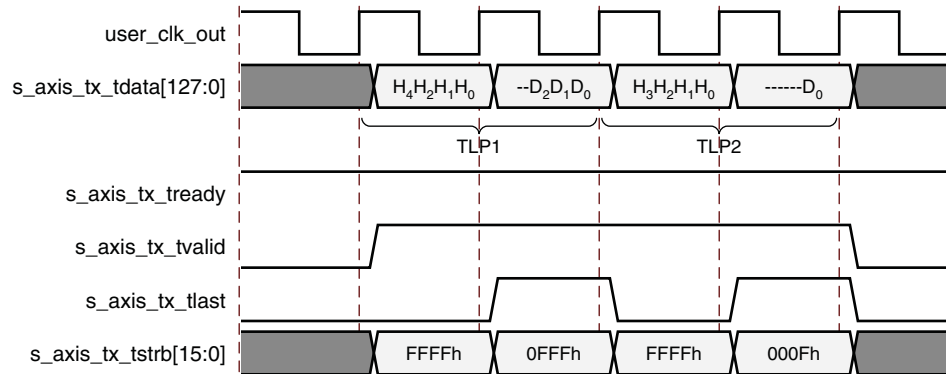 user_clk_out
s_axis_tx_tdata[127:0] H₄H₂H₁H₀ --D₂D₁D₀ H₃H₂H₁H₀ ------D₀
TLP1 TLP2
s_axis_tx_tready
s_axis_tx_tvalid
s_axis_tx_tlast
s_axis_tx_tstrb[15:0] FFFFh 0FFFh FFFFh 000Fh